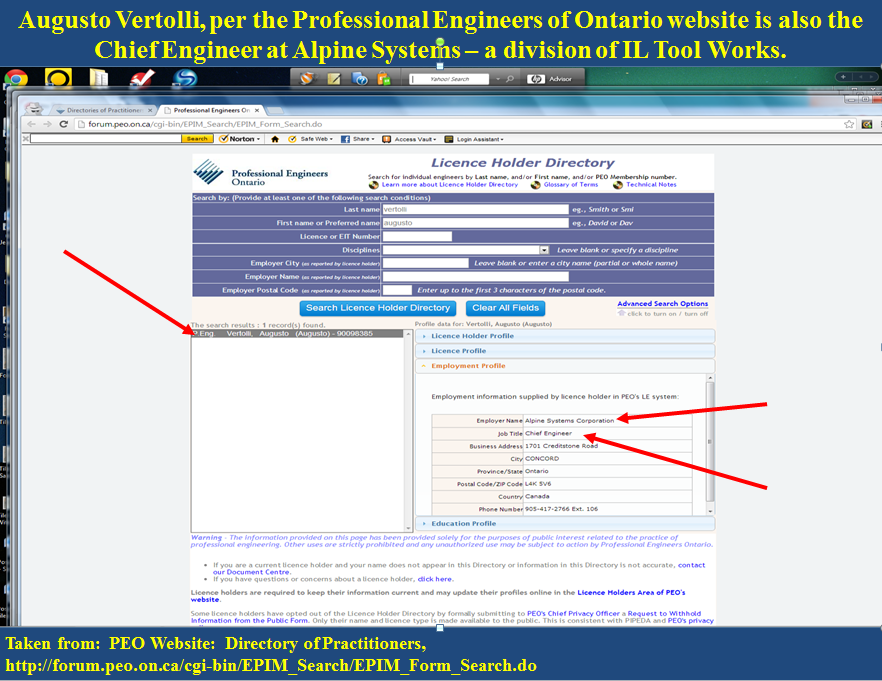 Augusto Vertolli, per the Professional Engineers of Ontario website is also the
Chief Engineer at Alpine Systems – a division of IL Tool Works.
Yahoo! Search
Advisor
Directories of Practitioner
Professional Engineers On
forum.peo.on.ca/cgi-bin/EPIM_Search/EPIM_Form_Search.do
Search Norton Safe Web Share Access Vault Login Assistant
Professional Engineers
Ontario
Licence Holder Directory
Search for individual engineers by Last name, and/or First name, and/or PEO Membership number.
Learn more about Licence Holder Directory Glossary of Terms Technical Notes
Search by: (Provide at least one of the following search conditions)
Last name vertolli eg., Smith or Smi
First name or Preferred name augusto eg., David or Dav
Licence or EIT Number
Disciplines Leave blank or specify a discipline
Employer City (as reported by licence holder) Leave blank or enter a city name (partial or whole name)
Employer Name (as reported by licence holder)
Employer Postal Code (as reported by licence holder) Enter up to the first 3 characters of the postal code.
Search Licence Holder Directory Clear All Fields
Advanced Search Options
click to turn on / turn off
The search results : 1 record(s) found.
P.Eng. Vertolli, Augusto (Augusto) - 90098385
Profile data for: Vertolli, Augusto (Augusto)
Licence Holder Profile
Licence Profile
Employment Profile
Employment information supplied by licence holder in PEO's LE system:
Employer Name Alpine Systems Corporation
Job Title Chief Engineer
Business Address 1701 Creditstone Road
City CONCORD
Province/State Ontario
Postal Code/ZIP Code L4K 5V6
Country Canada
Phone Number 905-417-2766 Ext. 106
Education Profile
Warning - The information provided on this page has been provided solely for the purposes of public interest related to the practice of
professional engineering. Other uses are strictly prohibited and any unauthorized use may be subject to action by Professional Engineers Ontario.
If you are a current licence holder and your name does not appear in this Directory or information in this Directory is not accurate, contact
our Document Centre.
If you have questions or concerns about a licence holder, click here.
Licence holders are required to keep their information current and may update their profiles online in the Licence Holders Area of PEO's
website.
Some licence holders have opted out of the Licence Holder Directory by formally submitting to PEO's Chief Privacy Officer a Request to Withhold
Information from the Public Form. Only their name and licence type is made available to the public. This is consistent with PIPEDA and PEO's privacy
Taken from: PEO Website: Directory of Practitioners,
http://forum.peo.on.ca/cgi-bin/EPIM_Search/EPIM_Form_Search.do